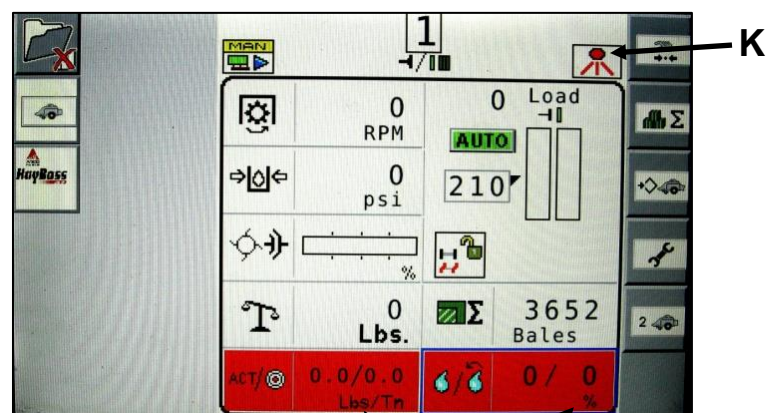 1
K
MAN
0
RPM
0 Load
AUTO
0
psi
210
%
0
Lbs.
Σ 3652
Bales
ACT/ 0.0/0.0
Lbs/Tn
0/ 0
%
HayBoss
Σ
2